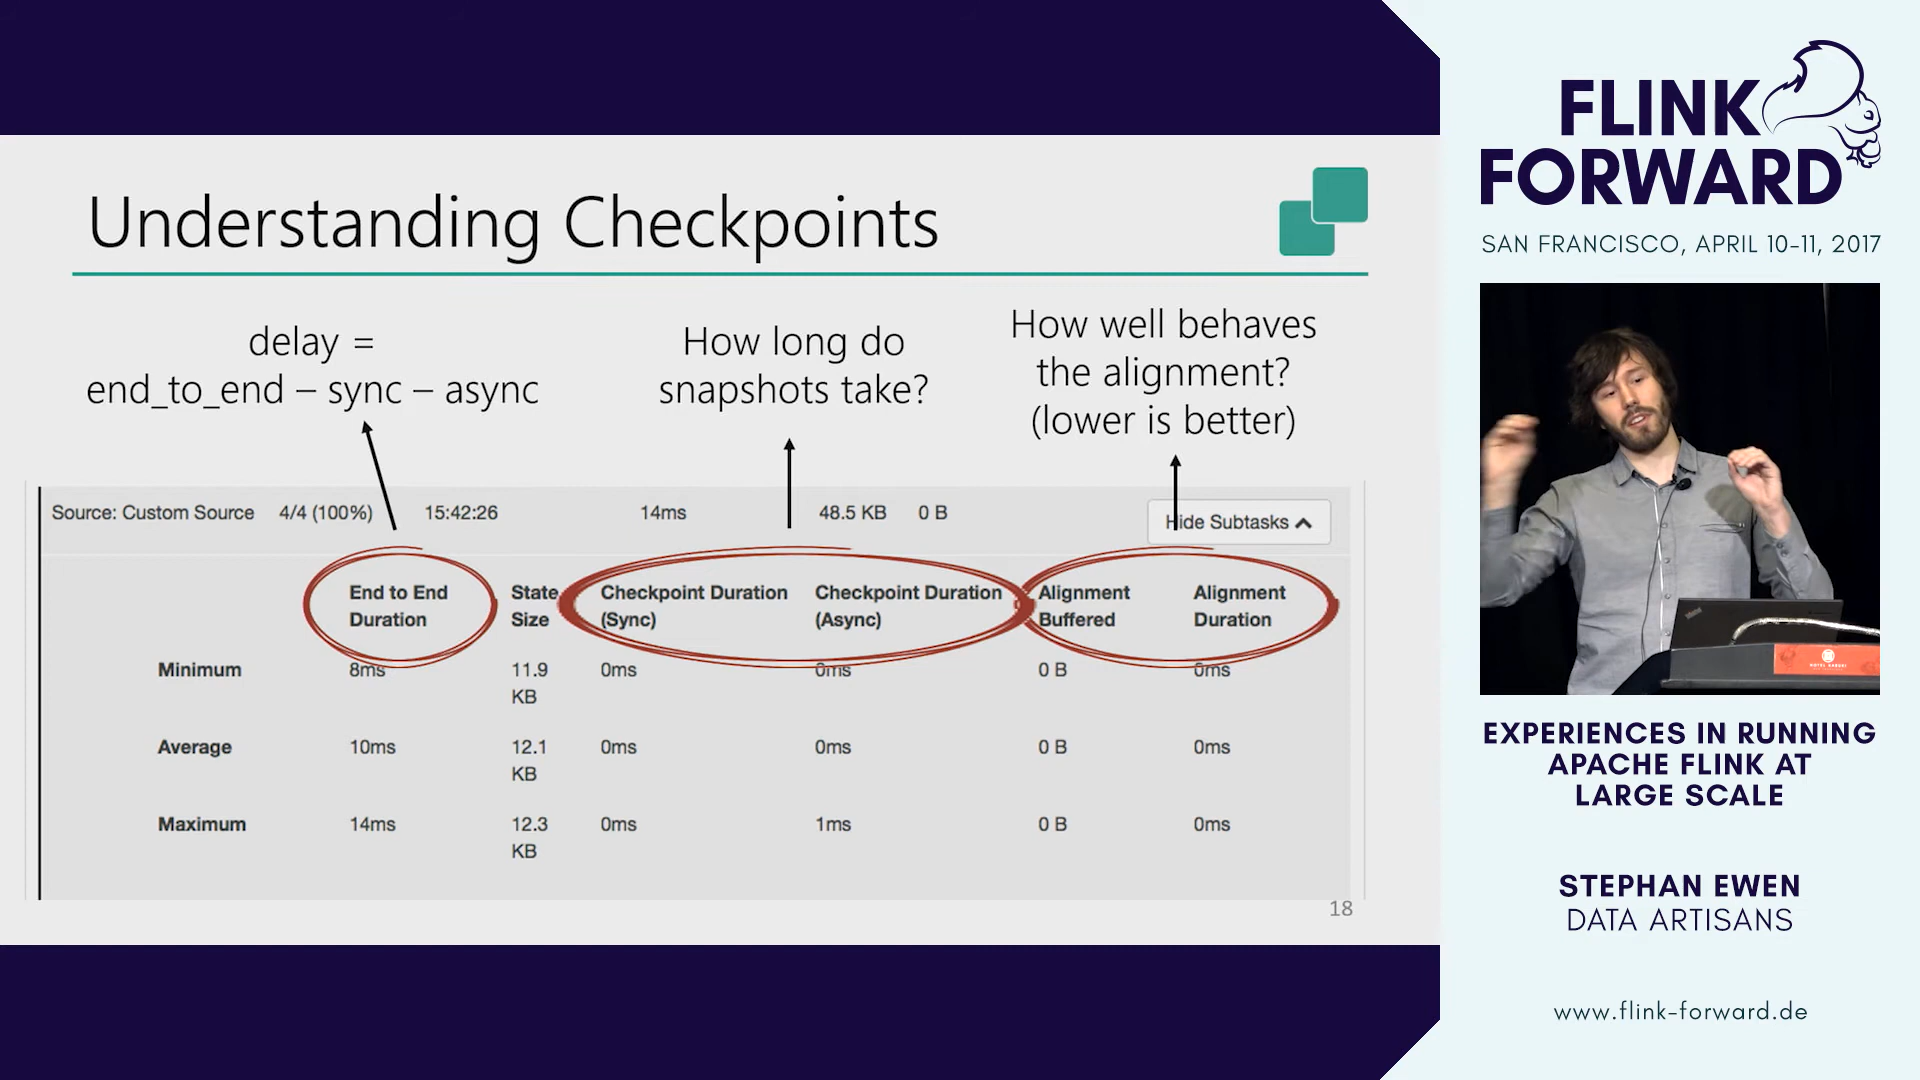 Understanding Checkpoints
delay =
end_to_end – sync – async
How long do
snapshots take?
How well behaves
the alignment?
(lower is better)
Source: Custom Source 4/4 (100%) 15:42:26 14ms 48.5 KB 0 B Hide Subtasks
End to End Duration State Size Checkpoint Duration (Sync) Checkpoint Duration (Async) Alignment Buffered Alignment Duration
Minimum 8ms 11.9 KB 0ms 0ms 0 B 0ms
Average 10ms 12.1 KB 0ms 0ms 0 B 0ms
Maximum 14ms 12.3 KB 0ms 1ms 0 B 0ms
18
FLINK
FORWARD
SAN FRANCISCO, APRIL 10-11, 2017
EXPERIENCES IN RUNNING
APACHE FLINK AT
LARGE SCALE
STEPHAN EWEN
DATA ARTISANS
www.flink-forward.de